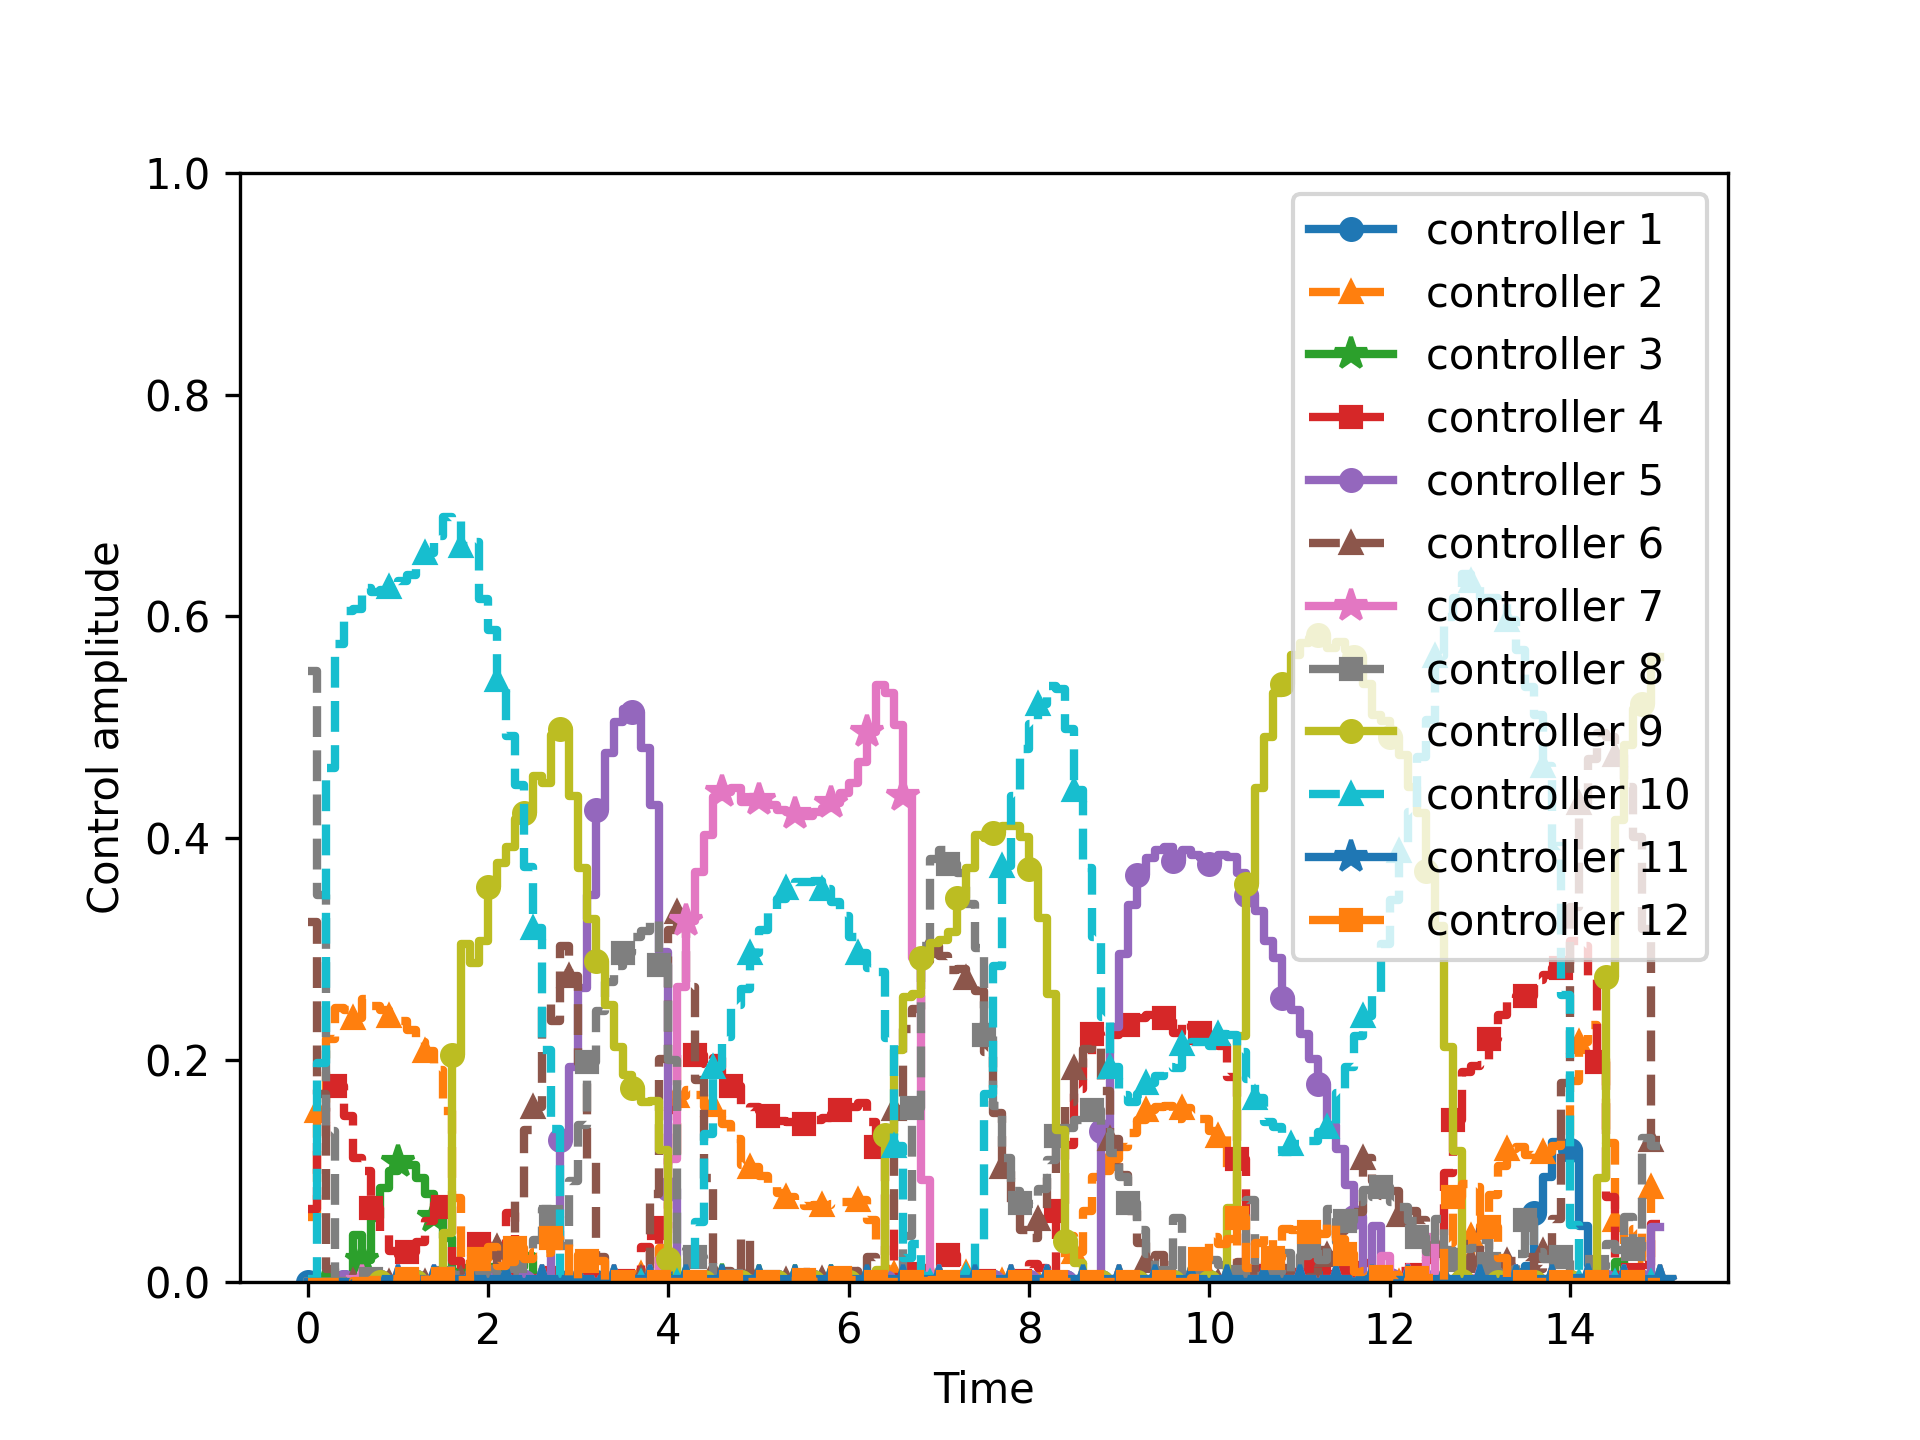 1.0
0.8
0.6
0.4
0.2
0.0
Control amplitude
0 2 4 6 8 10 12 14
Time
controller 1
controller 2
controller 3
controller 4
controller 5
controller 6
controller 7
controller 8
controller 9
controller 10
controller 11
controller 12